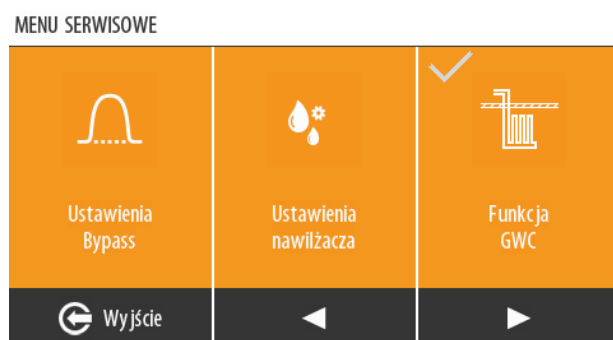 MENU SERWISOWE
Ustawienia
Bypass
Ustawienia
nawilżacza
Funkcja
GWC
Wyjście